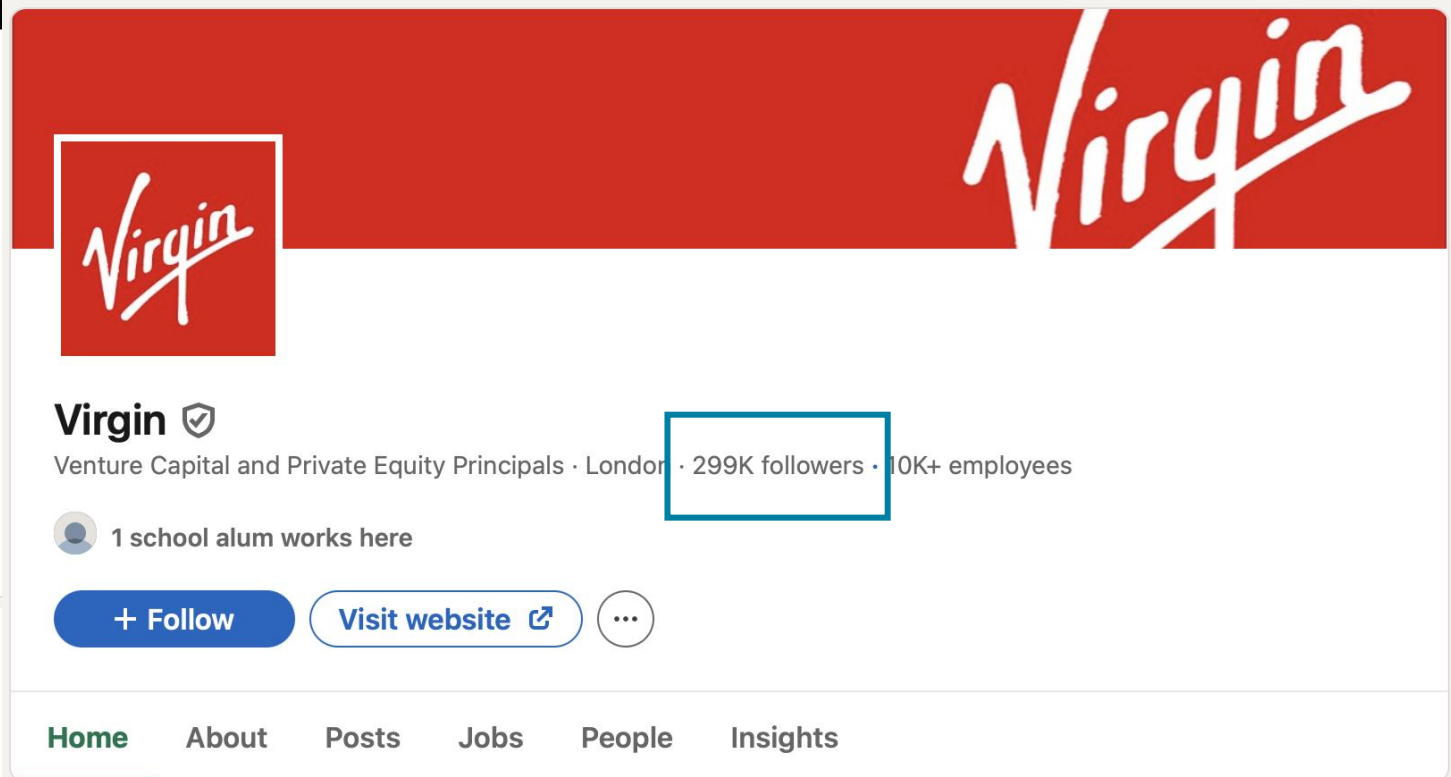 Virgin
Virgin
Virgin
Venture Capital and Private Equity Principals · London · 299K followers · 10K+ employees
1 school alum works here
+ Follow Visit website ...
Home About Posts Jobs People Insights